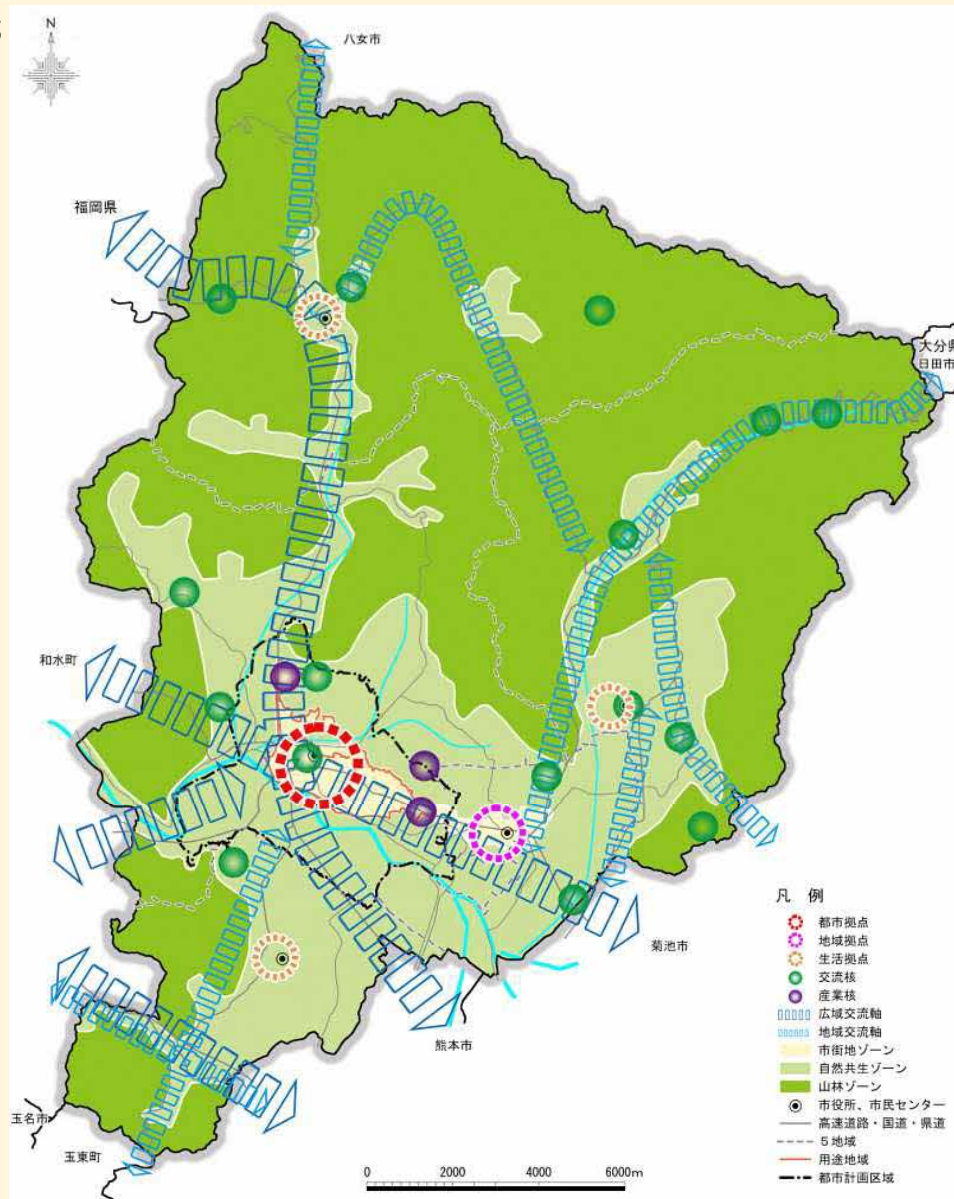 N
八女市
福岡県
大分県
日田市
和水町
菊池市
熊本市
玉名市
玉東町
凡 例
都市拠点
地域拠点
生活拠点
交流核
産業核
広域交流軸
地域交流軸
市街地ゾーン
自然共生ゾーン
山林ゾーン
市役所、市民センター
高速道路・国道・県道
5地域
用途地域
都市計画区域
0 2000 4000 6000m